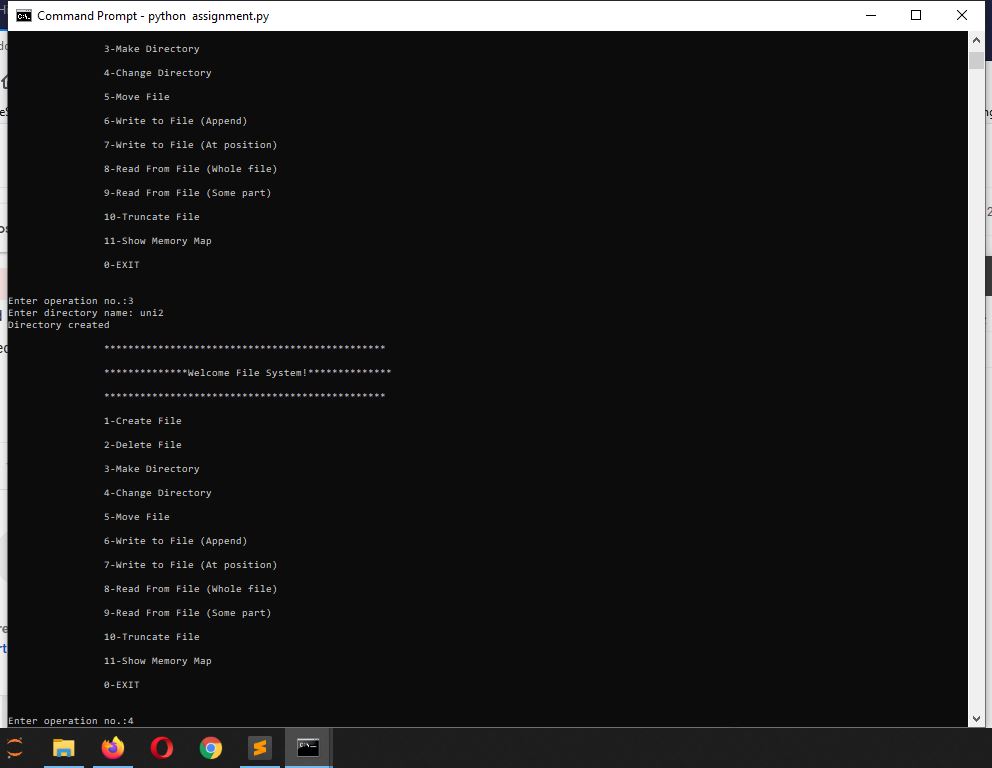 Command Prompt - python  assignment.py
3-Make Directory
4-Change Directory
5-Move File
6-Write to File (Append)
7-Write to File (At position)
8-Read From File (Whole file)
9-Read From File (Some part)
10-Truncate File
11-Show Memory Map
0-EXIT
Enter operation no.:3
Enter directory name: uni2
Directory created
***********************************************
**************Welcome File System!**************
***********************************************
1-Create File
2-Delete File
3-Make Directory
4-Change Directory
5-Move File
6-Write to File (Append)
7-Write to File (At position)
8-Read From File (Whole file)
9-Read From File (Some part)
10-Truncate File
11-Show Memory Map
0-EXIT
Enter operation no.:4